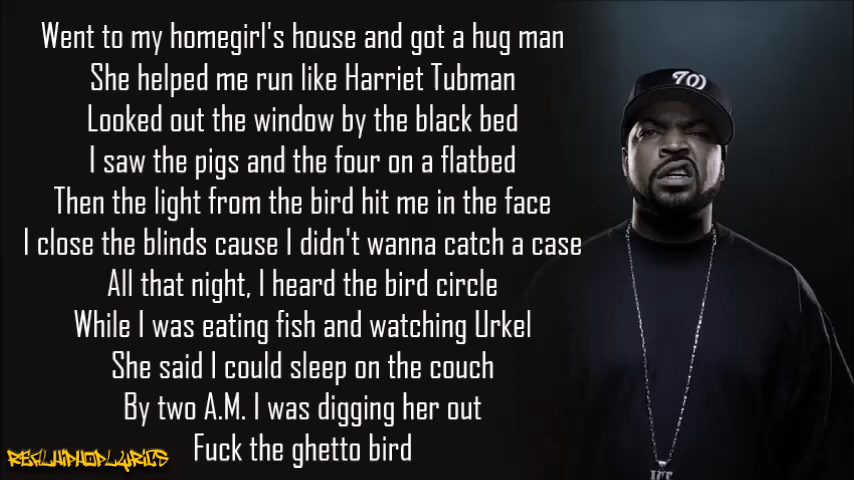 Went to my homegirl's house and got a hug man
She helped me run like Harriet Tubman
Looked out the window by the black bed
I saw the pigs and the four on a flatbed
Then the light from the bird hit me in the face
I close the blinds cause I didn't wanna catch a case
All that night, I heard the bird circle
While I was eating fish and watching Urkel
She said I could sleep on the couch
By two A.M. I was digging her out
Fuck the ghetto bird
REALHIPHOPLYRICS